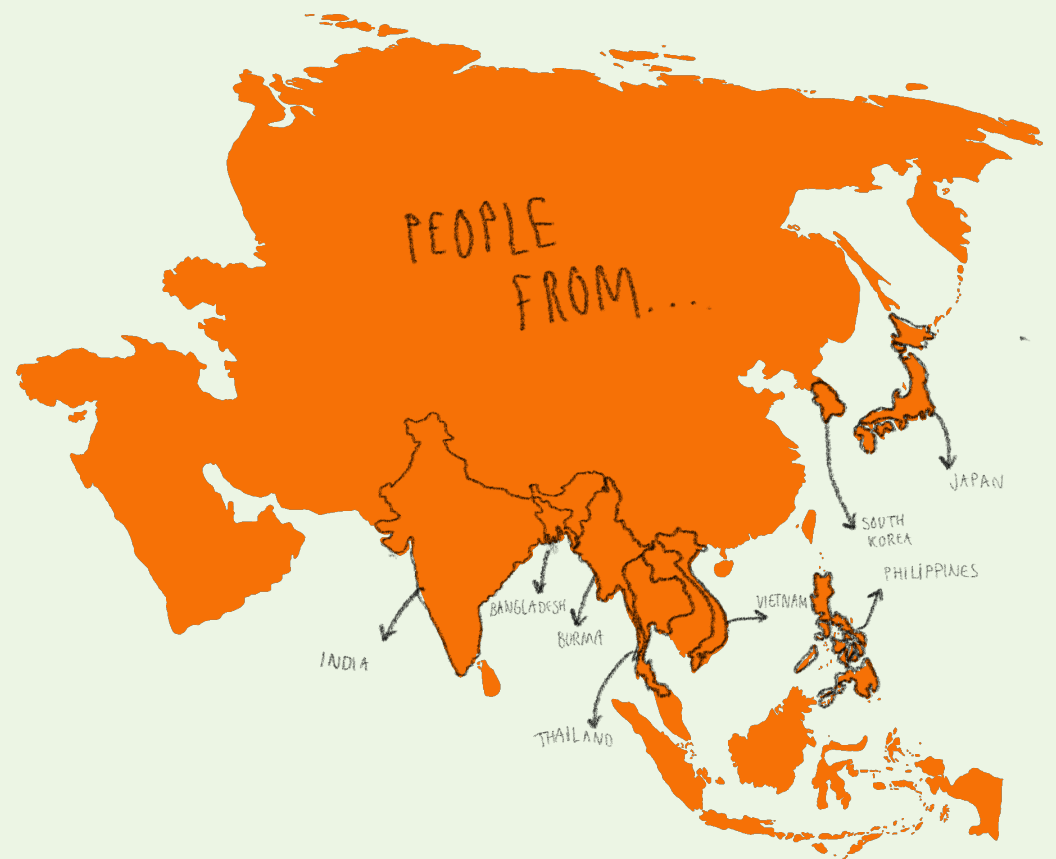 PEOPLE
FROM....
JAPAN
SOUTH
KOREA
PHILIPPINES
VIETNAM
BANGLADESH
BURMA
INDIA
THAILAND